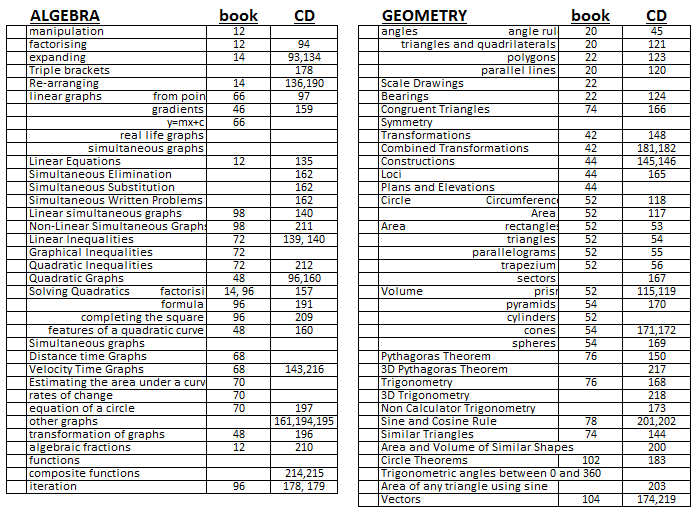 ALGEBRA book CD
manipulation 12
factorising 12 94
expanding 14 93,134
Triple brackets 178
Re-arranging 14 136,190
linear graphs from poin 66 97
gradients 46 159
y=mx+c 66
real life graphs
simultaneous graphs
Linear Equations 12 135
Simultaneous Elimination 162
Simultaneous Substitution 162
Simultaneous Written Problems 162
Linear simultaneous graphs 98 140
Non-Linear Simultaneous Graphs 98 211
Linear Inequalities 72 139, 140
Graphical Inequalities 72
Quadratic Inequalities 72 212
Quadratic Graphs 48 96,160
Solving Quadratics factorisi 14, 96 157
formula 96 191
completing the square 96 209
features of a quadratic curve 48 160
Simultaneous graphs
Distance time Graphs 68
Velocity Time Graphs 68 143,216
Estimating the area under a curv 70
rates of change 70
equation of a circle 70 197
other graphs 161,194,195
transformation of graphs 48 196
algebraic fractions 12 210
functions
composite functions 214,215
iteration 96 178, 179
GEOMETRY book CD
angles angle rul 20 45
triangles and quadrilaterals 20 121
polygons 22 123
parallel lines 20 120
Scale Drawings 22
Bearings 22 124
Congruent Triangles 74 166
Symmetry
Transformations 42 148
Combined Transformations 42 181,182
Constructions 44 145,146
Loci 44 165
Plans and Elevations 44
Circle Circumference 52 118
Area 52 117
Area rectangles 52 53
triangles 52 54
parallelograms 52 55
trapezium 52 56
sectors 167
Volume prisr 52 115,119
pyramids 54 170
cylinders 52
cones 54 171,172
spheres 54 169
Pythagoras Theorem 76 150
3D Pythagoras Theorem 217
Trigonometry 76 168
3D Trigonometry 218
Non Calculator Trigonometry 173
Sine and Cosine Rule 78 201,202
Similar Triangles 74 144
Area and Volume of Similar Shapes 200
Circle Theorems 102 183
Trigonometric angles between 0 and 360
Area of any triangle using sine 203
Vectors 104 174,219